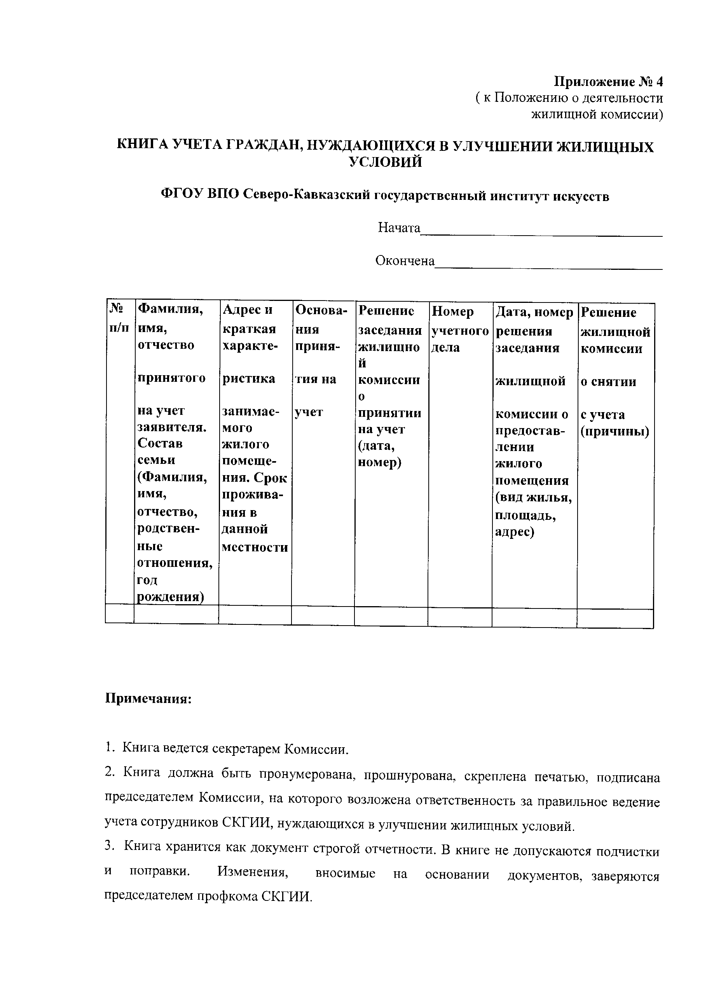 Приложение № 4
( к Положению о деятельности
жилищной комиссии)
КНИГА УЧЕТА ГРАЖДАН, НУЖДАЮЩИХСЯ В УЛУЧШЕНИИ ЖИЛИЩНЫХ
УСЛОВИЙ
ФГОУ ВПО Северо-Кавказский государственный институт искусств
Начата
Окончена
№
п/п
Фамилия,
имя,
отчество
принятого
на учет
заявителя.
Состав
семьи
(Фамилия,
имя,
отчество,
родствен-
ные
отношения,
год
рождения)
Адрес и
краткая
характе-
ристика
занимае-
мого
жилого
помеще-
ния. Срок
прожива-
ния в
данной
местности
Основа-
ния
приня-
тия на
учет
Решение
заседания
жилищно
й
комиссии
о
принятии
на учет
(дата,
номер)
Номер
учетного
дела
Дата, номер
решения
заседания
жилищной
комиссии о
предостав-
лении
жилого
помещения
(вид жилья,
площадь,
адрес)
Решение
жилищной
комиссии
о снятии
с учета
(причины)
Примечания:
1. Книга ведется секретарем Комиссии.
2. Книга должна быть пронумерована, прошнурована, скреплена печатью, подписана
председателем Комиссии, на которого возложена ответственность за правильное ведение
учета сотрудников СКГИИ, нуждающихся в улучшении жилищных условий.
3. Книга хранится как документ строгой отчетности. В книге не допускаются подчистки
и поправки. Изменения, вносимые на основании документов, заверяются
председателем профкома СКГИИ.